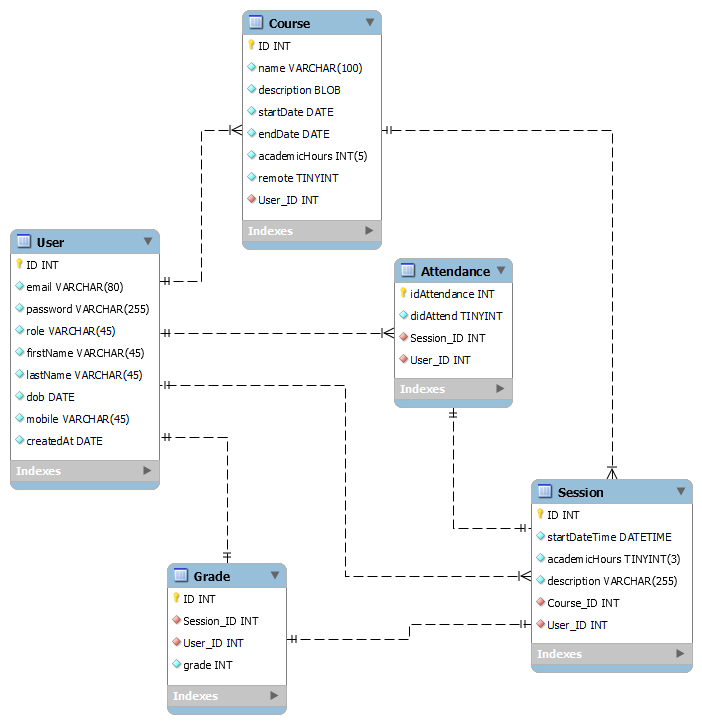 Course
ID INT
name VARCHAR(100)
description BLOB
startDate DATE
endDate DATE
academicHours INT(5)
remote TINYINT
User_ID INT
Indexes
User
ID INT
email VARCHAR(80)
password VARCHAR(255)
role VARCHAR(45)
firstName VARCHAR(45)
lastName VARCHAR(45)
dob DATE
mobile VARCHAR(45)
createdAt DATE
Indexes
Attendance
idAttendance INT
didAttend TINYINT
Session_ID INT
User_ID INT
Indexes
Session
ID INT
startDateTime DATETIME
academicHours TINYINT(3)
description VARCHAR(255)
Course_ID INT
User_ID INT
Indexes
Grade
ID INT
Session_ID INT
User_ID INT
grade INT
Indexes